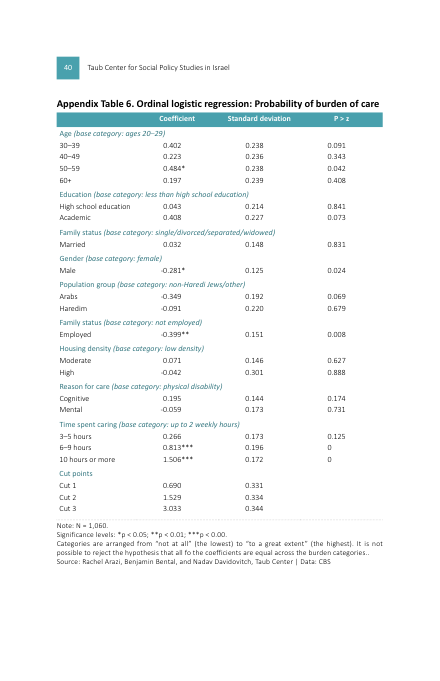 40 Taub Center for Social Policy Studies in Israel
Appendix Table 6. Ordinal logistic regression: Probability of burden of care
Coefficient Standard deviation P > z
Age (base category: ages 20–29)
30–39 0.402 0.238 0.091
40–49 0.223 0.236 0.343
50–59 0.484* 0.238 0.042
60+ 0.197 0.239 0.408
Education (base category: less than high school education)
High school education 0.043 0.214 0.841
Academic 0.408 0.227 0.073
Family status (base category: single/divorced/separated/widowed)
Married 0.032 0.148 0.831
Gender (base category: female)
Male -0.281* 0.125 0.024
Population group (base category: non-Haredi Jews/other)
Arabs -0.349 0.192 0.069
Haredim -0.091 0.220 0.679
Family status (base category: not employed)
Employed -0.399** 0.151 0.008
Housing density (base category: low density)
Moderate 0.071 0.146 0.627
High -0.042 0.301 0.888
Reason for care (base category: physical disability)
Cognitive 0.195 0.144 0.174
Mental -0.059 0.173 0.731
Time spent caring (base category: up to 2 weekly hours)
3–5 hours 0.266 0.173 0.125
6–9 hours 0.813*** 0.196 0
10 hours or more 1.506*** 0.172 0
Cut points
Cut 1 0.690 0.331
Cut 2 1.529 0.334
Cut 3 3.033 0.344
Note: N = 1,060.
Significance levels: *p < 0.05; **p < 0.01; ***p < 0.00.
Categories are arranged from "not at all" (the lowest) to "to a great extent" (the highest). It is not
possible to reject the hypothesis that all fo the coefficients are equal across the burden categories..
Source: Rachel Arazi, Benjamin Bental, and Nadav Davidovitch, Taub Center | Data: CBS